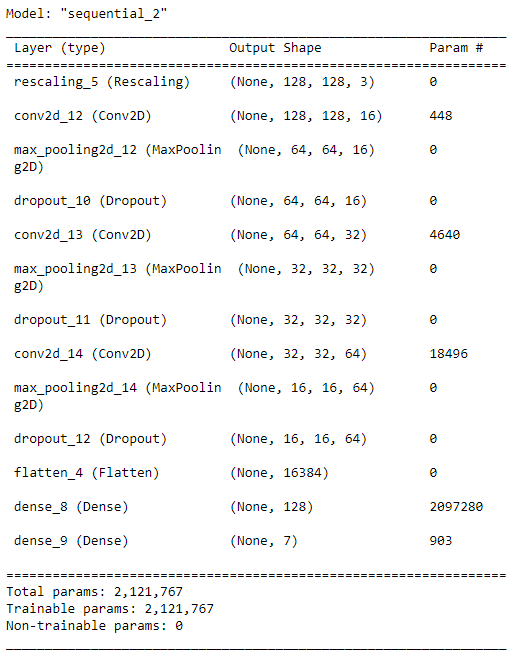 Model: "sequential_2"
_________________________________________________________________
Layer (type) Output Shape Param #
=================================================================
rescaling_5 (Rescaling) (None, 128, 128, 3) 0
conv2d_12 (Conv2D) (None, 128, 128, 16) 448
max_pooling2d_12 (MaxPoolin (None, 64, 64, 16) 0
g2D)
dropout_10 (Dropout) (None, 64, 64, 16) 0
conv2d_13 (Conv2D) (None, 64, 64, 32) 4640
max_pooling2d_13 (MaxPoolin (None, 32, 32, 32) 0
g2D)
dropout_11 (Dropout) (None, 32, 32, 32) 0
conv2d_14 (Conv2D) (None, 32, 32, 64) 18496
max_pooling2d_14 (MaxPoolin (None, 16, 16, 64) 0
g2D)
dropout_12 (Dropout) (None, 16, 16, 64) 0
flatten_4 (Flatten) (None, 16384) 0
dense_8 (Dense) (None, 128) 2097280
dense_9 (Dense) (None, 7) 903
=================================================================
Total params: 2,121,767
Trainable params: 2,121,767
Non-trainable params: 0
_________________________________________________________________